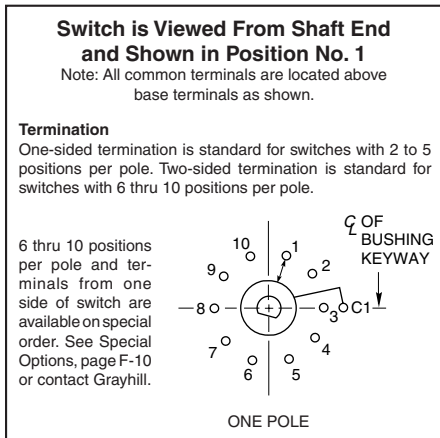 Switch is Viewed From Shaft End
and Shown in Position No. 1
Note: All common terminals are located above
base terminals as shown.
Termination
One-sided termination is standard for switches with 2 to 5
positions per pole. Two-sided termination is standard for
switches with 6 thru 10 positions per pole.
6 thru 10 positions
per pole and ter-
minals from one
side of switch are
available on special
order. See Special
Options, page F-10
or contact Grayhill.
℄ OF
BUSHING
KEYWAY
10
1
9
2
8
3
C1
7
4
6
5
ONE POLE